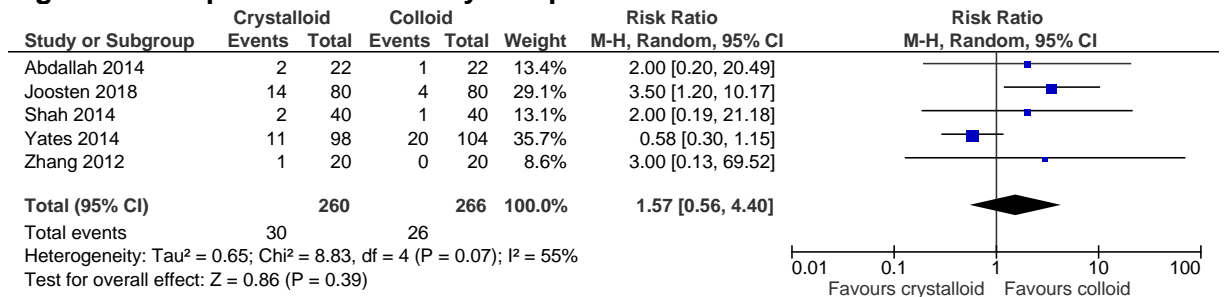 Crystalloid Colloid Risk Ratio Risk Ratio
Study or Subgroup Events Total Events Total Weight M-H, Random, 95% CI M-H, Random, 95% CI
Abdallah 2014 2 22 1 22 13.4% 2.00 [0.20, 20.49]
Joosten 2018 14 80 4 80 29.1% 3.50 [1.20, 10.17]
Shah 2014 2 40 1 40 13.1% 2.00 [0.19, 21.18]
Yates 2014 11 98 20 104 35.7% 0.58 [0.30, 1.15]
Zhang 2012 1 20 0 20 8.6% 3.00 [0.13, 69.52]
Total (95% CI) 260 266 100.0% 1.57 [0.56, 4.40]
Total events 30 26
Heterogeneity: Tau² = 0.65; Chi² = 8.83, df = 4 (P = 0.07); I² = 55%
Test for overall effect: Z = 0.86 (P = 0.39)
0.01 0.1 1 10 100
Favours crystalloid Favours colloid